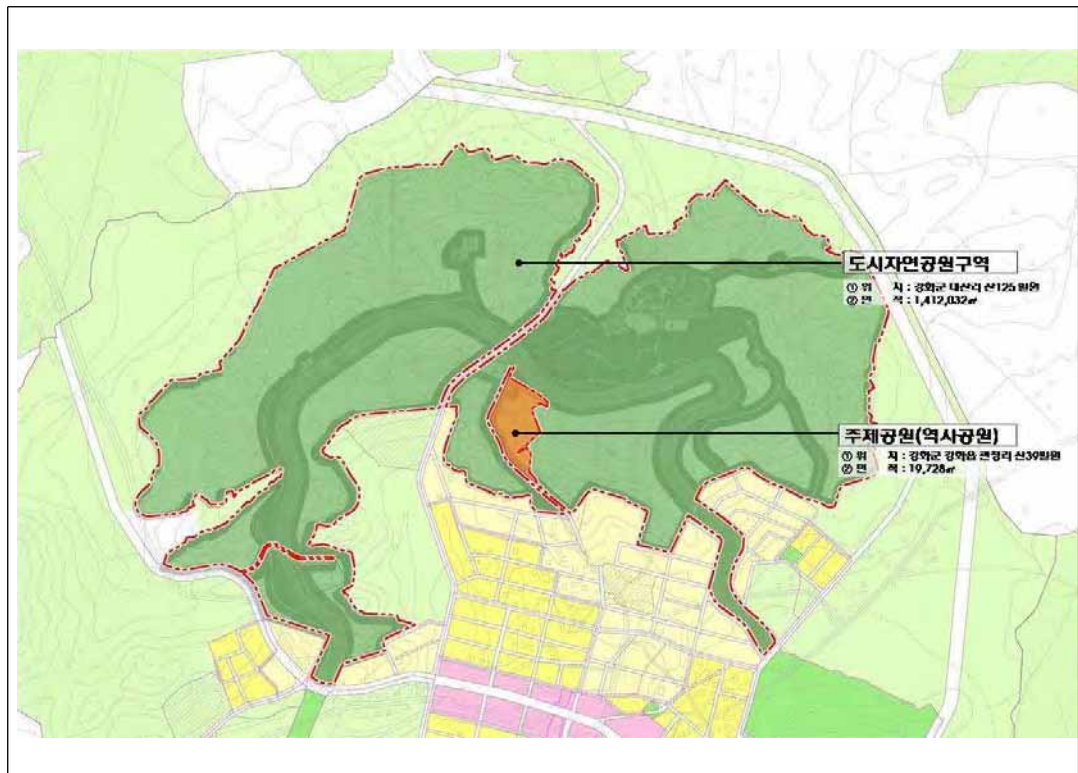 도시자연공원구역
① 위 치 : 강화군 대산리 산125일원
② 면 적 : 1,412,032㎡
주제공원(역사공원)
① 위 치 : 강화군 강화읍 관청리 산39일원
② 면 적 : 19,728㎡